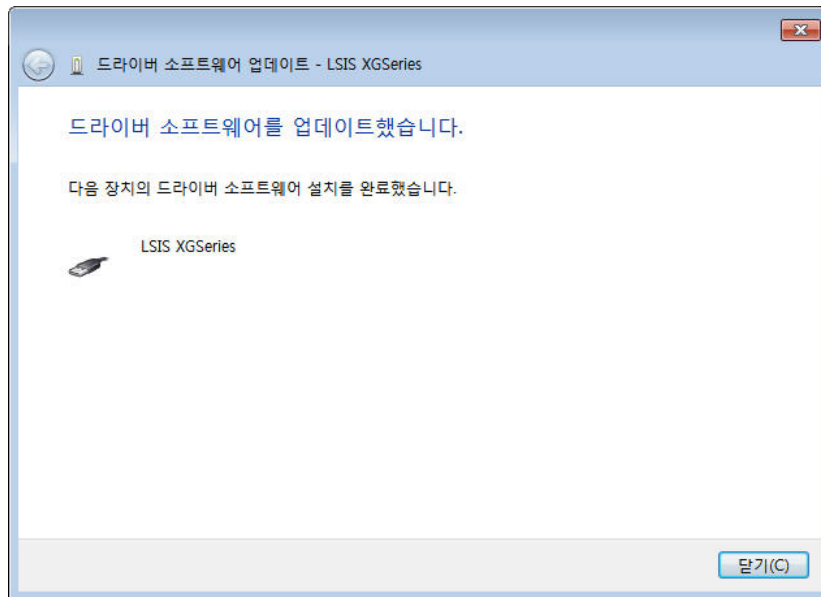 드라이버 소프트웨어 업데이트 - LSIS XGSeries
드라이버 소프트웨어를 업데이트했습니다.
다음 장치의 드라이버 소프트웨어 설치를 완료했습니다.
LSIS XGSeries
닫기(C)